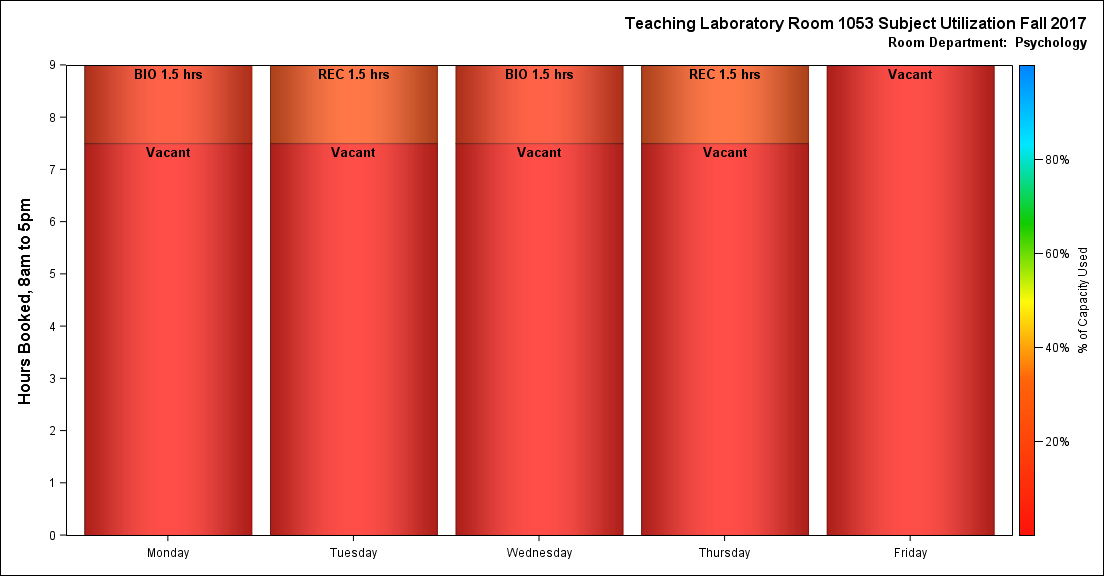 Teaching Laboratory Room 1053 Subject Utilization Fall 2017
Room Department:  Psychology
Hours Booked, 8am to 5pm
9
8
7
6
5
4
3
2
1
0
BIO 1.5 hrs
REC 1.5 hrs
BIO 1.5 hrs
REC 1.5 hrs
Vacant
Vacant
Vacant
Vacant
Vacant
Monday
Tuesday
Wednesday
Thursday
Friday
80%
60%
40%
20%
% of Capacity Used